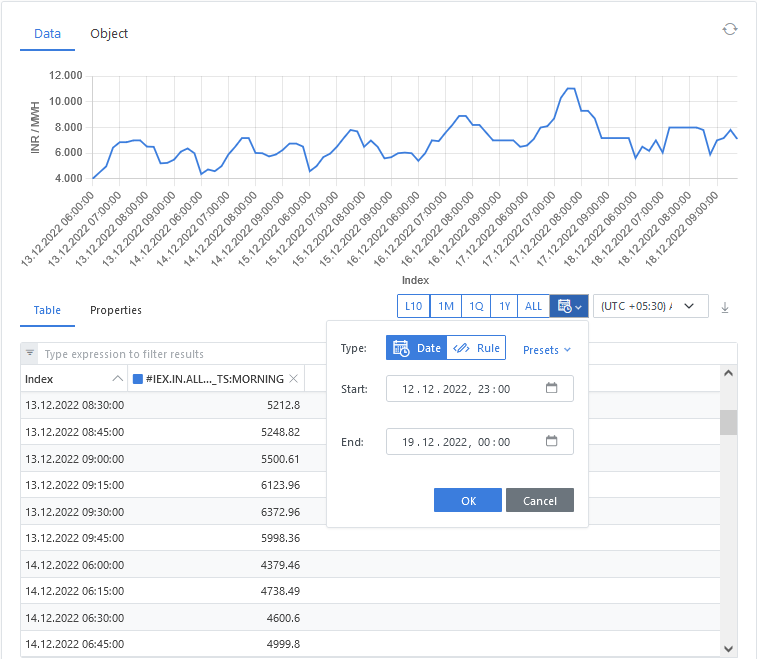 Data Object
INR / MWH
12.000
10.000
8.000
6.000
4.000
13.12.2022 06:00:00
13.12.2022 07:00:00
13.12.2022 08:00:00
13.12.2022 09:00:00
14.12.2022 06:00:00
14.12.2022 07:00:00
14.12.2022 08:00:00
14.12.2022 09:00:00
15.12.2022 06:00:00
15.12.2022 07:00:00
15.12.2022 08:00:00
15.12.2022 09:00:00
16.12.2022 06:00:00
16.12.2022 07:00:00
16.12.2022 08:00:00
16.12.2022 09:00:00
17.12.2022 06:00:00
17.12.2022 07:00:00
17.12.2022 08:00:00
17.12.2022 09:00:00
18.12.2022 06:00:00
18.12.2022 07:00:00
18.12.2022 08:00:00
18.12.2022 09:00:00
Index
Table Properties L10 1M 1Q 1Y ALL (UTC +05:30)
Type: Date Rule Presets
Start: 12.12.2022, 23:00
End: 19.12.2022, 00:00
OK Cancel
Type expression to filter results
Index #IEX.IN.ALL..._TS:MORNING
13.12.2022 08:30:00 5212.8
13.12.2022 08:45:00 5248.82
13.12.2022 09:00:00 5500.61
13.12.2022 09:15:00 6123.96
13.12.2022 09:30:00 6372.96
13.12.2022 09:45:00 5998.36
14.12.2022 06:00:00 4379.46
14.12.2022 06:15:00 4738.49
14.12.2022 06:30:00 4600.6
14.12.2022 06:45:00 4999.8